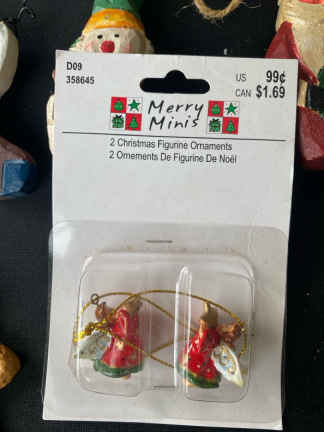 D09
358645
US 99¢
CAN $1.69
Merry
Minis
2 Christmas Figurine Ornaments
2 Ornements De Figurine De Noël